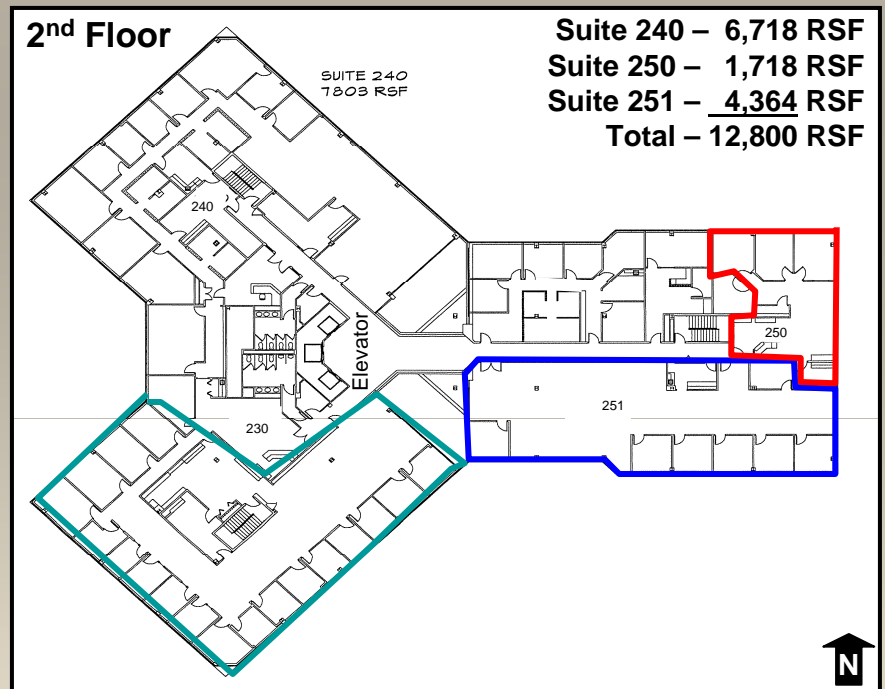 2nd Floor
Suite 240 – 6,718 RSF
Suite 250 – 1,718 RSF
Suite 251 – 4,364 RSF
Total – 12,800 RSF
SUITE 240
7803 RSF
240
Elevator
250
251
230
N